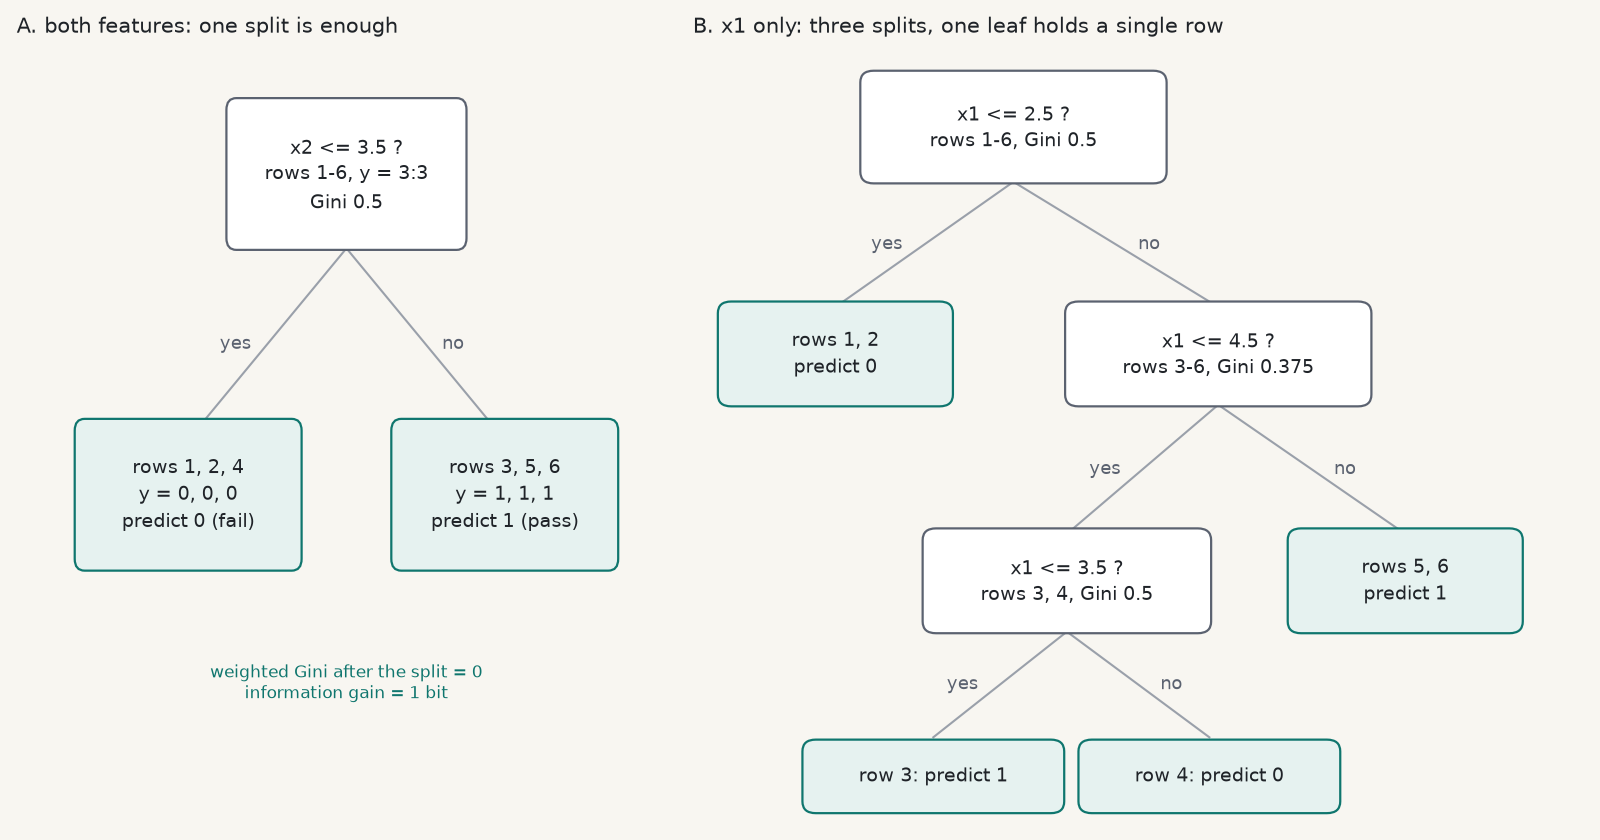 A. both features: one split is enough
x2 <= 3.5 ?
rows 1-6, y = 3:3
Gini 0.5
yes
no
rows 1, 2, 4
y = 0, 0, 0
predict 0 (fail)
rows 3, 5, 6
y = 1, 1, 1
predict 1 (pass)
weighted Gini after the split = 0
information gain = 1 bit
B. x1 only: three splits, one leaf holds a single row
x1 <= 2.5 ?
rows 1-6, Gini 0.5
yes
no
rows 1, 2
predict 0
x1 <= 4.5 ?
rows 3-6, Gini 0.375
yes
no
x1 <= 3.5 ?
rows 3, 4, Gini 0.5
rows 5, 6
predict 1
yes
no
row 3: predict 1
row 4: predict 0